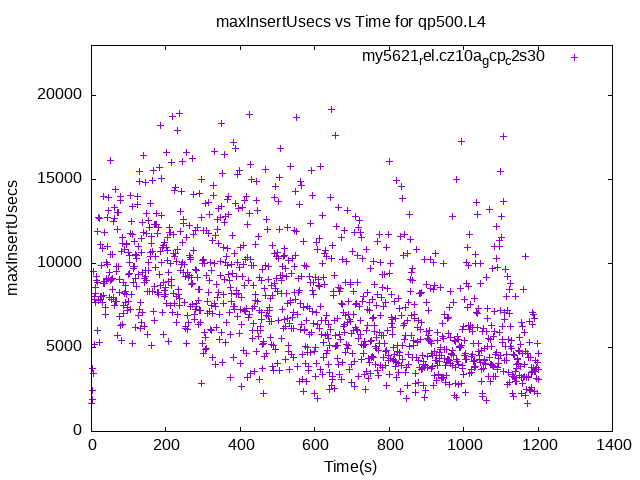 maxInsertUsecs vs Time for qp500.L4
my5621rel.cz10agcpc2s30
20000
15000
10000
5000
0
maxInsertUsecs
0 200 400 600 800 1000 1200 1400
Time(s)